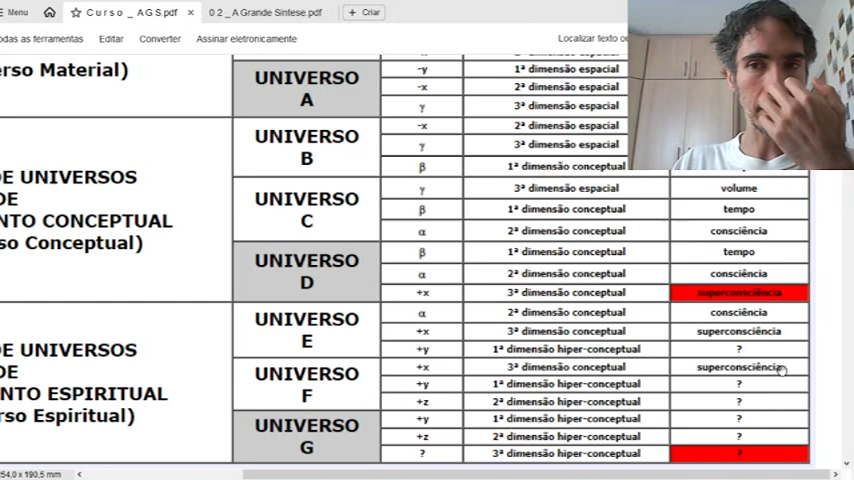 Menu
Curso _ AGS.pdf
0 2 _ A Grande Sintese.pdf
+ Criar
odas as ferramentas
Editar
Converter
Assinar eletronicamente
Localizar texto ou
erso Material)
UNIVERSO
A
-y 1ª dimensão espacial
-x 2ª dimensão espacial
γ 3ª dimensão espacial
UNIVERSO
B
-x 2ª dimensão espacial
γ 3ª dimensão espacial
β 1ª dimensão conceptual
DE UNIVERSOS
DE
NTO CONCEPTUAL
so Conceptual)
UNIVERSO
C
γ 3ª dimensão espacial volume
β 1ª dimensão conceptual tempo
α 2ª dimensão conceptual consciência
UNIVERSO
D
β 1ª dimensão conceptual tempo
α 2ª dimensão conceptual consciência
+x 3ª dimensão conceptual superconsciência
DE UNIVERSOS
DE
NTO ESPIRITUAL
rso Espiritual)
UNIVERSO
E
α 2ª dimensão conceptual consciência
+x 3ª dimensão conceptual superconsciência
+y 1ª dimensão hiper-conceptual ?
UNIVERSO
F
+x 3ª dimensão conceptual superconsciência
+y 1ª dimensão hiper-conceptual ?
+z 2ª dimensão hiper-conceptual ?
UNIVERSO
G
+y 1ª dimensão hiper-conceptual ?
+z 2ª dimensão hiper-conceptual ?
? 3ª dimensão hiper-conceptual ?
254,0 x 190,5 mm